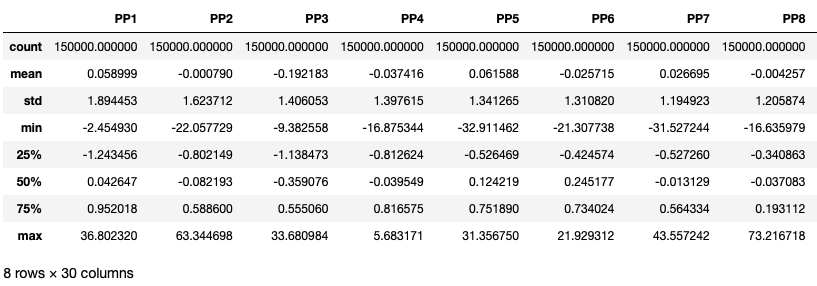 PP1 PP2 PP3 PP4 PP5 PP6 PP7 PP8
count 150000.000000 150000.000000 150000.000000 150000.000000 150000.000000 150000.000000 150000.000000 150000.000000
mean 0.058999 -0.000790 -0.192183 -0.037416 0.061588 -0.025715 0.026695 -0.004257
std 1.894453 1.623712 1.406053 1.397615 1.341265 1.310820 1.194923 1.205874
min -2.454930 -22.057729 -9.382558 -16.875344 -32.911462 -21.307738 -31.527244 -16.635979
25% -1.243456 -0.802149 -1.138473 -0.812624 -0.526469 -0.424574 -0.527260 -0.340863
50% 0.042647 -0.082193 -0.359076 -0.039549 0.124219 0.245177 -0.013129 -0.037083
75% 0.952018 0.588600 0.555060 0.816575 0.751890 0.734024 0.564334 0.193112
max 36.802320 63.344698 33.680984 5.683171 31.356750 21.929312 43.557242 73.216718
8 rows × 30 columns